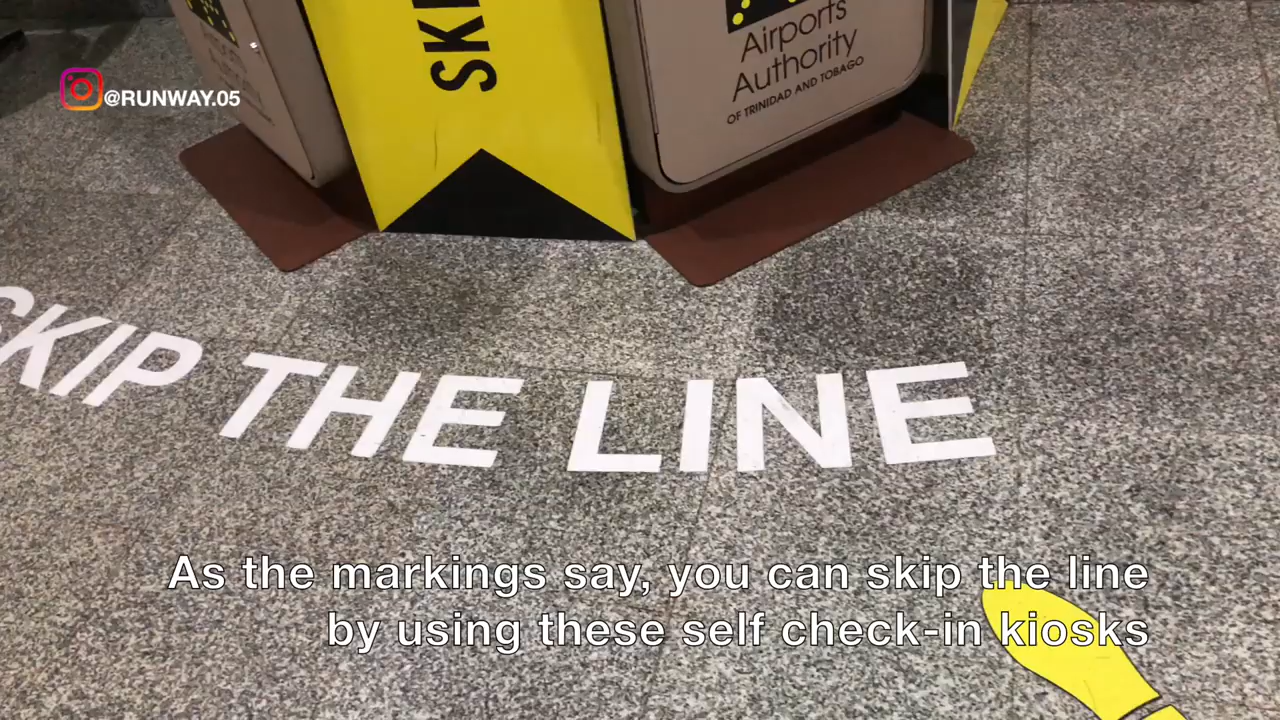 @RUNWAY.05
SKI
Airports
Authority
OF TRINIDAD AND TOBAGO
SKIP THE LINE
As the markings say, you can skip the line
by using these self check-in kiosks